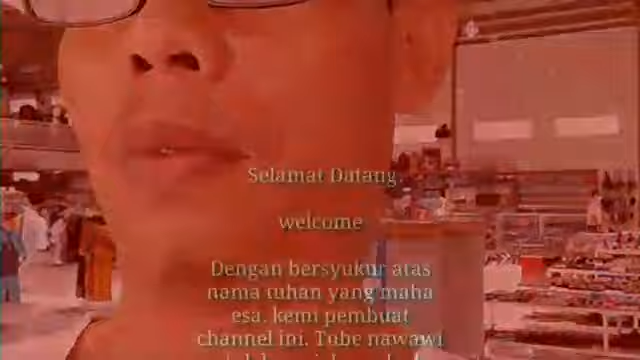 Selamat Datang.
welcome
Dengan bersyukur atas
nama tuhan yang maha
esa. kemi pembuat
channel ini. Tube nawawi